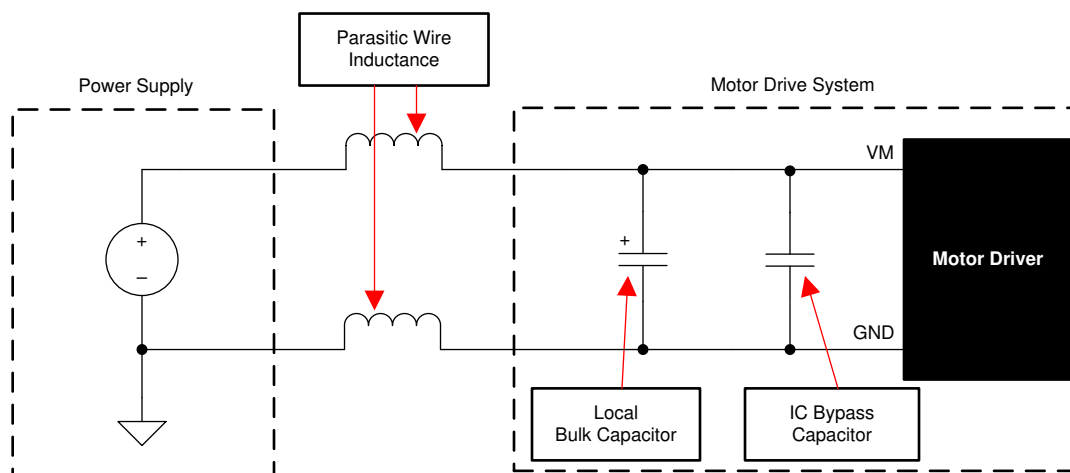 Parasitic Wire
Inductance
Power Supply
Motor Drive System
VM
+
–
+
Motor Driver
GND
Local
Bulk Capacitor
IC Bypass
Capacitor